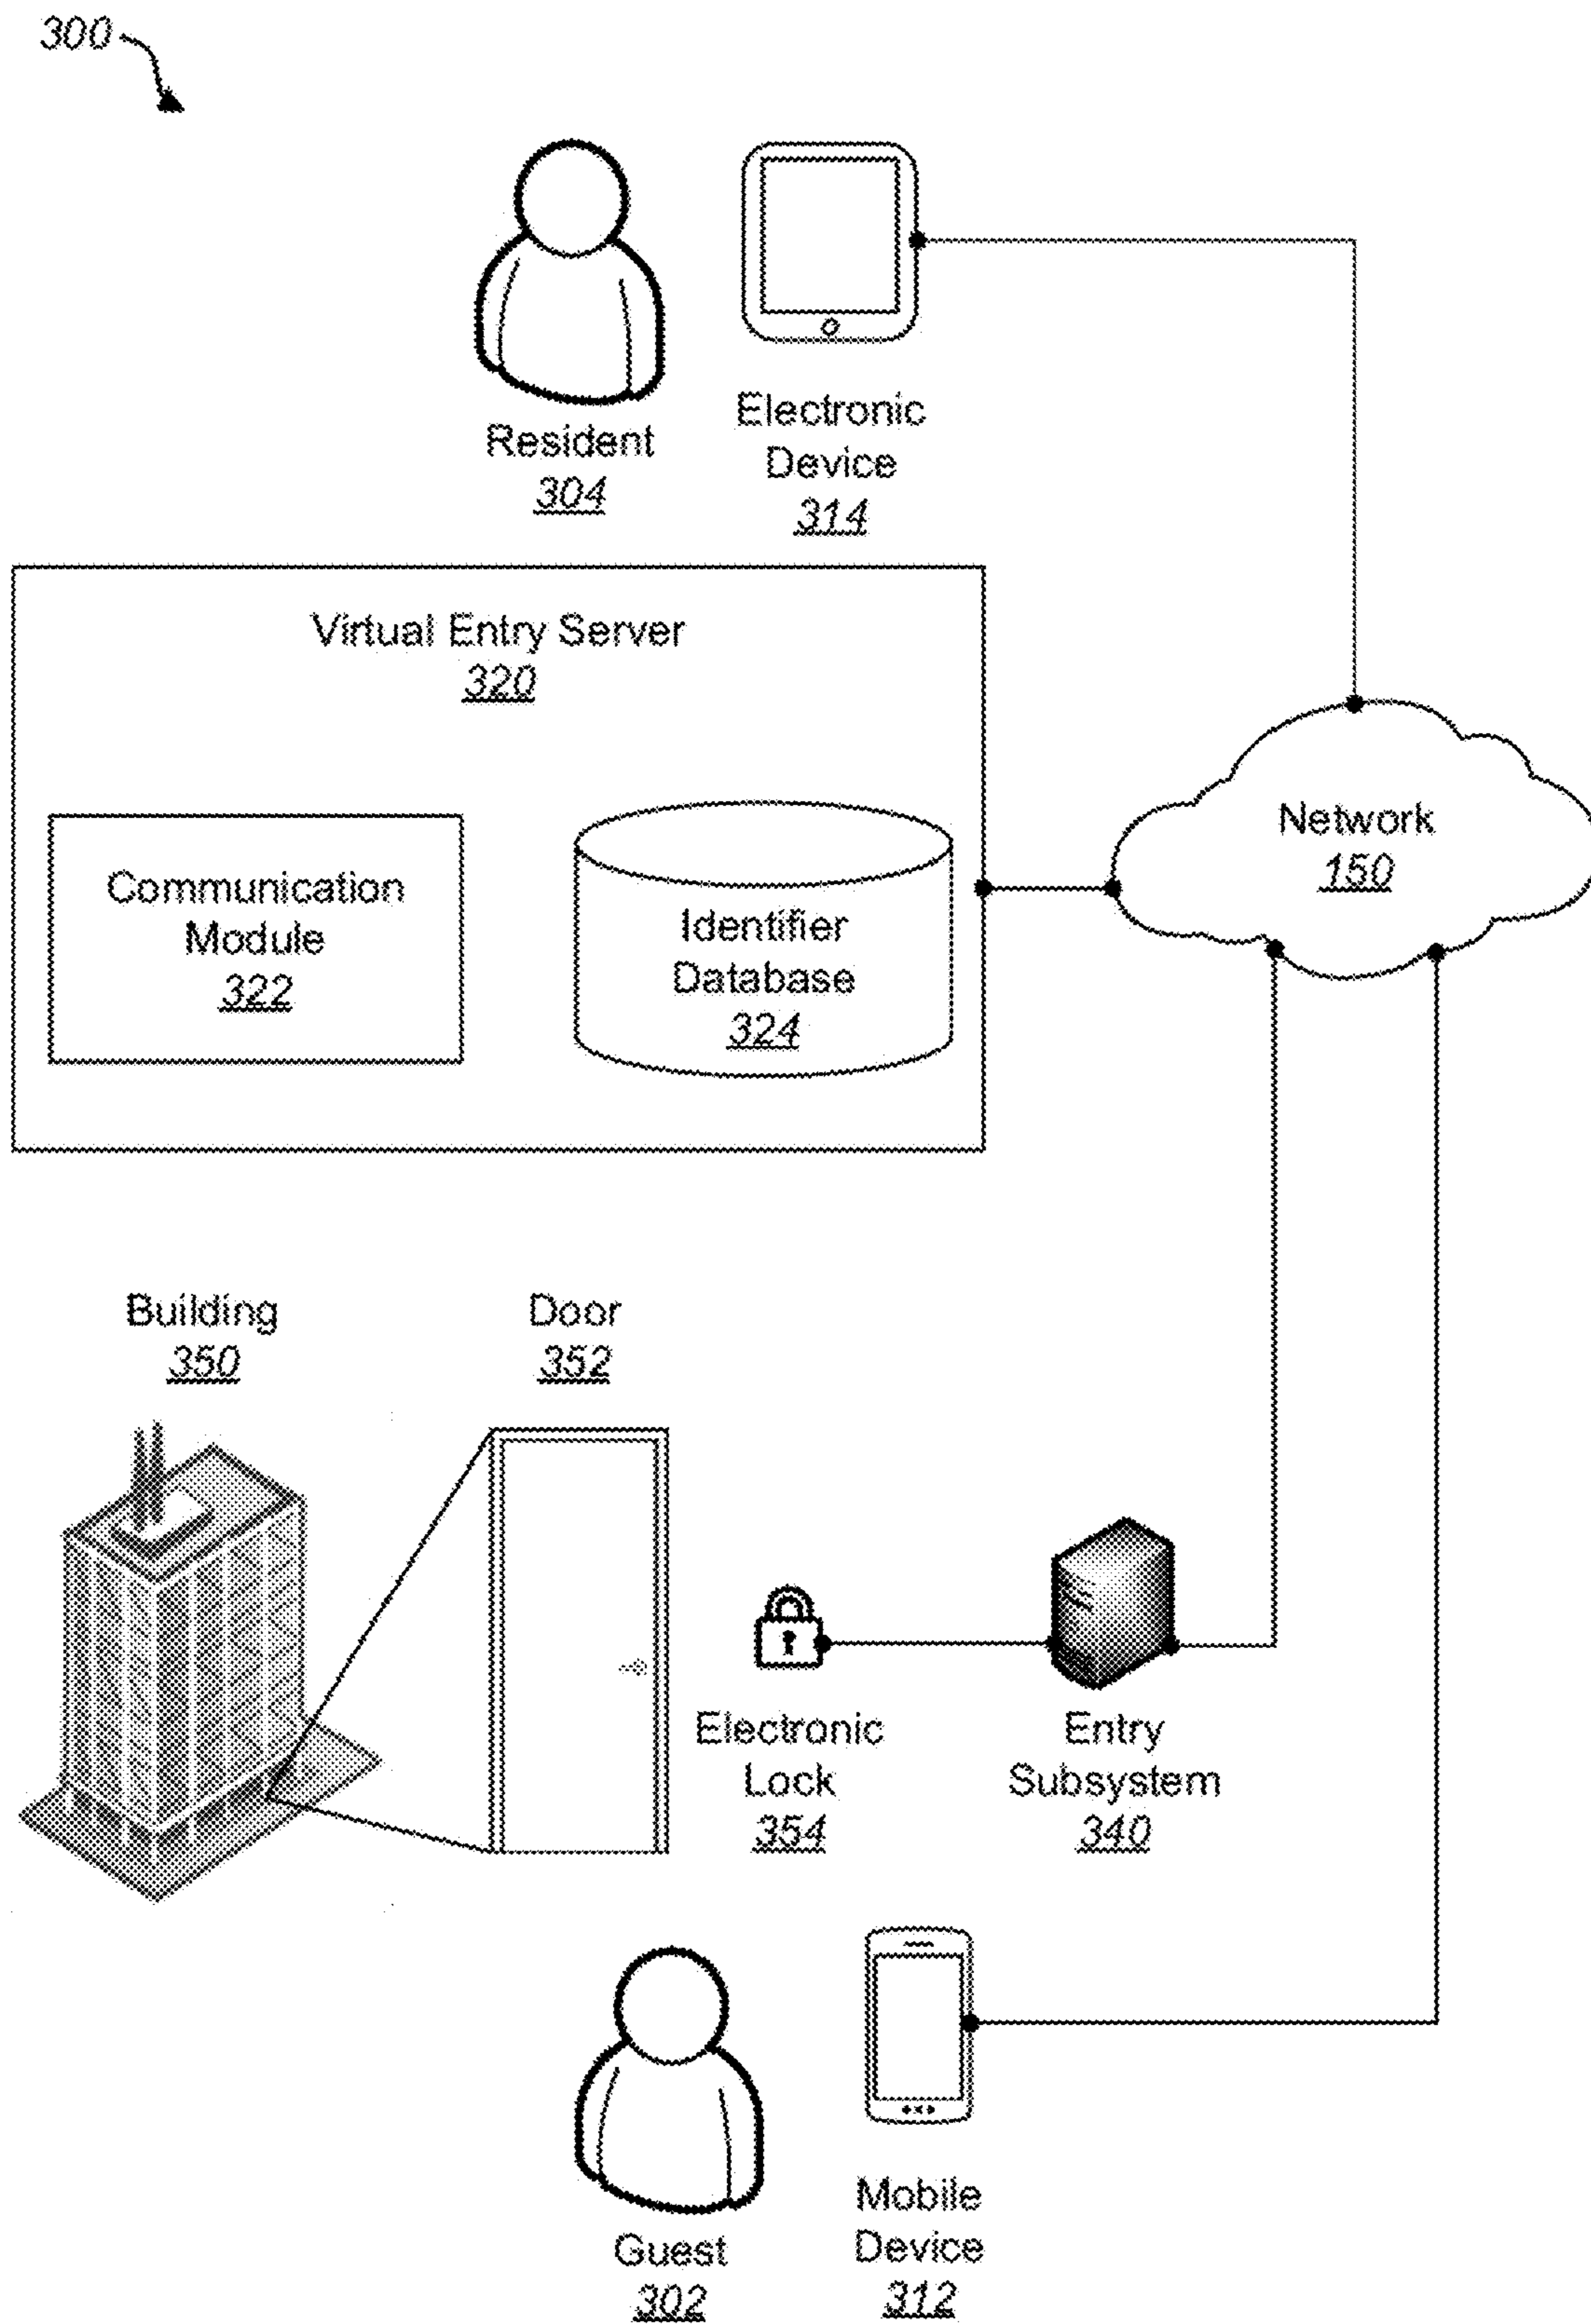 300
Resident
304
Electronic
Device
314
Virtual Entry Server
320
Communication
Module
322
Identifier
Database
324
Network
150
Building
350
Door
352
Electronic
Lock
354
Entry
Subsystem
340
Guest
302
Mobile
Device
312